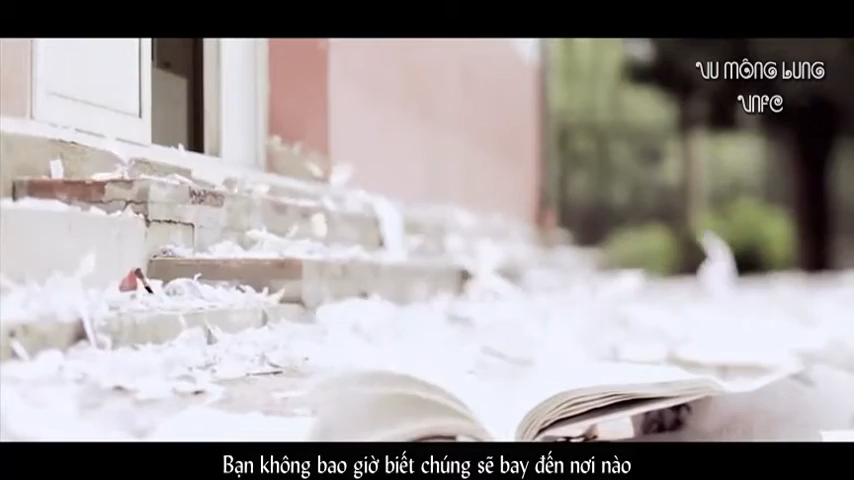 VU MÔNG LUNG
VNFC
Bạn không bao giờ biết chúng sẽ bay đến nơi nào